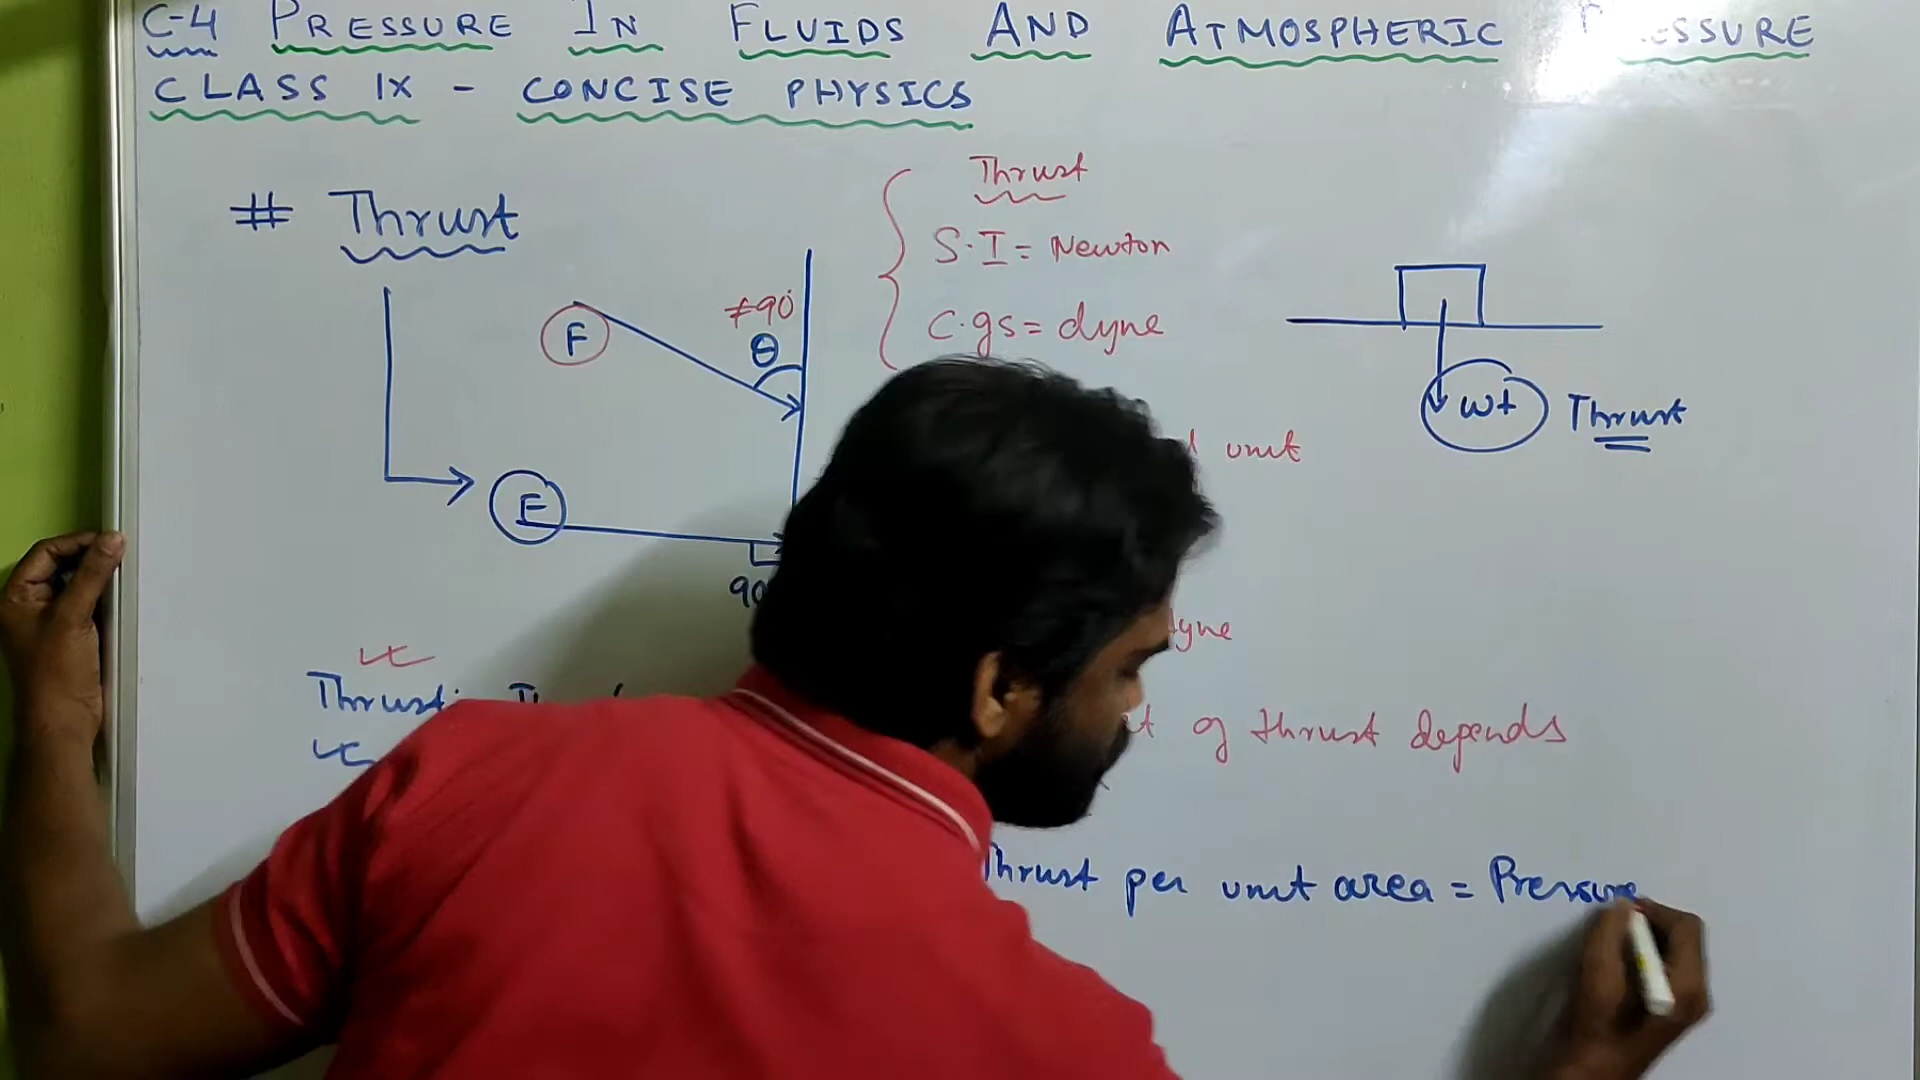 C-4 PRESSURE IN FLUIDS AND ATMOSPHERIC PRESSURE
CLASS IX - CONCISE PHYSICS
# Thrust
Thrust
S.I = Newton
C.gs = dyne
F
≠90°
θ
wt
Thrust
unit
F
90
dyne
Thrust:
of thrust depends
Thrust per unit area = Pressure